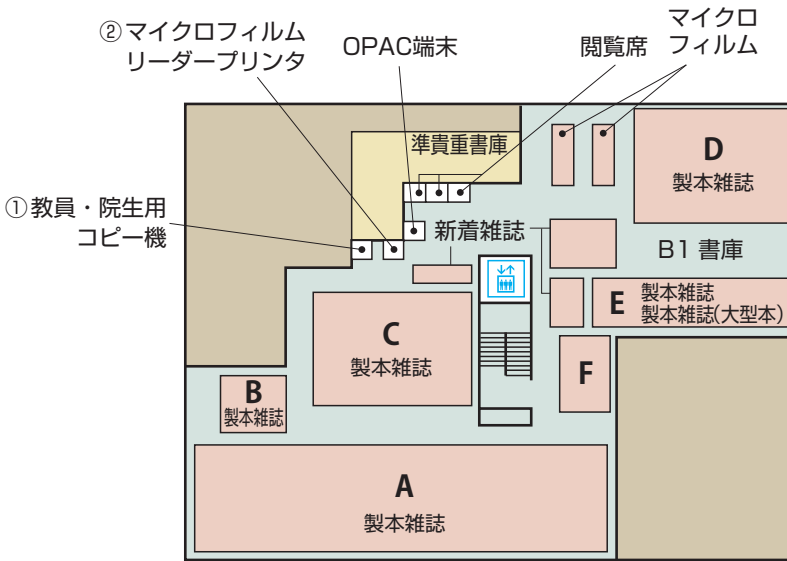 ②マイクロフィルム
リーダープリンタ
OPAC端末
閲覧席
マイクロ
フィルム
準貴重書庫
D
製本雑誌
①教員・院生用
コピー機
新着雑誌
B1 書庫
E
製本雑誌
製本雑誌(大型本)
C
製本雑誌
F
B
製本雑誌
A
製本雑誌